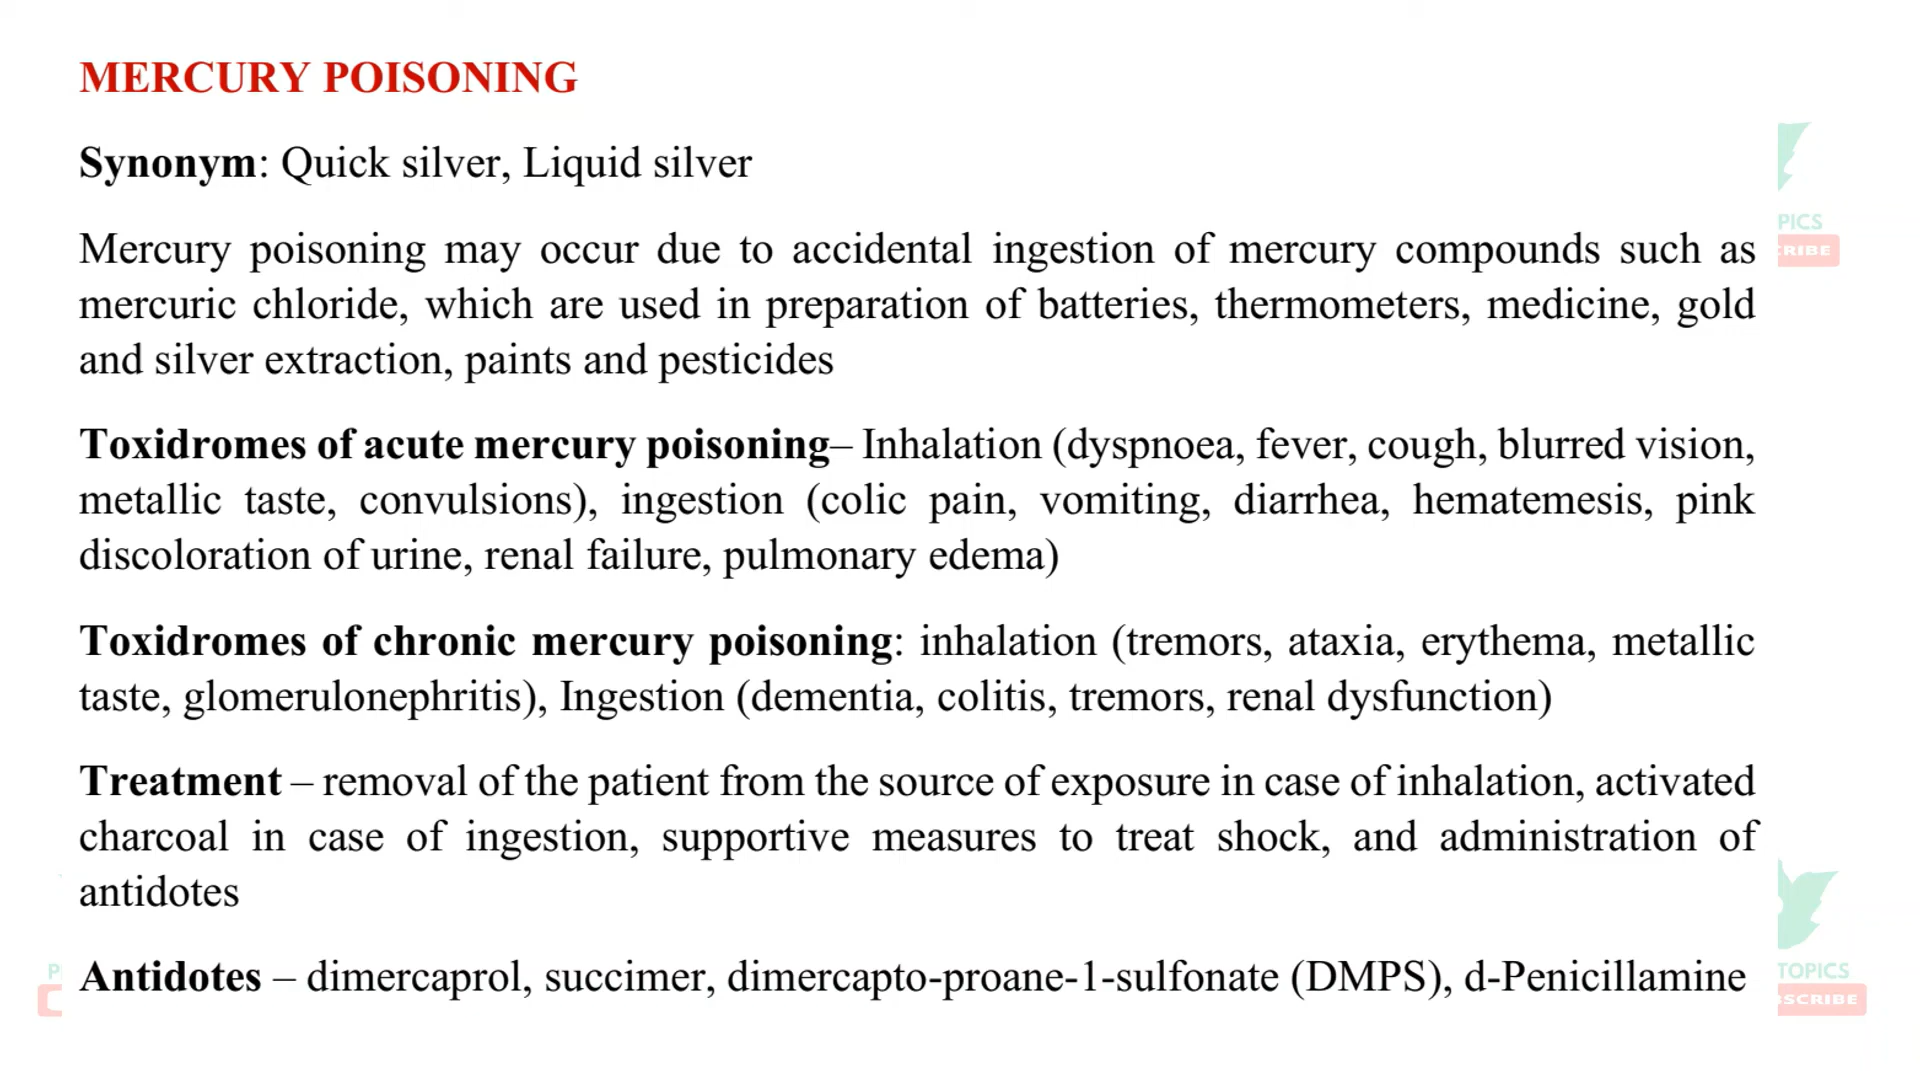 MERCURY POISONING
Synonym: Quick silver, Liquid silver
Mercury poisoning may occur due to accidental ingestion of mercury compounds such as
mercuric chloride, which are used in preparation of batteries, thermometers, medicine, gold
and silver extraction, paints and pesticides
Toxidromes of acute mercury poisoning– Inhalation (dyspnoea, fever, cough, blurred vision,
metallic taste, convulsions), ingestion (colic pain, vomiting, diarrhea, hematemesis, pink
discoloration of urine, renal failure, pulmonary edema)
Toxidromes of chronic mercury poisoning: inhalation (tremors, ataxia, erythema, metallic
taste, glomerulonephritis), Ingestion (dementia, colitis, tremors, renal dysfunction)
Treatment – removal of the patient from the source of exposure in case of inhalation, activated
charcoal in case of ingestion, supportive measures to treat shock, and administration of
antidotes
Antidotes – dimercaprol, succimer, dimercapto-proane-1-sulfonate (DMPS), d-Penicillamine
PICS
RIBE
TOPICS
SCRIBE